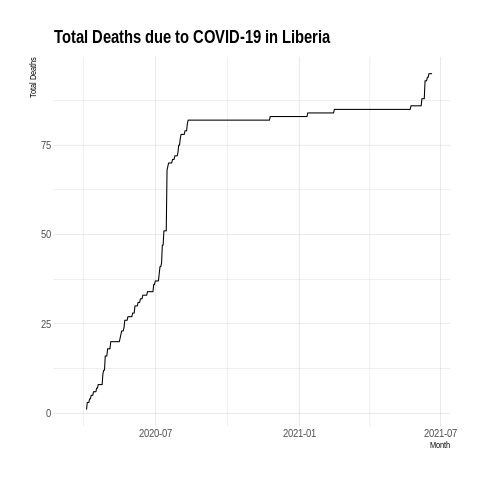 Total Deaths due to COVID-19 in Liberia
Total Deaths
75
50
25
0
2020-07
2021-01
2021-07
Month